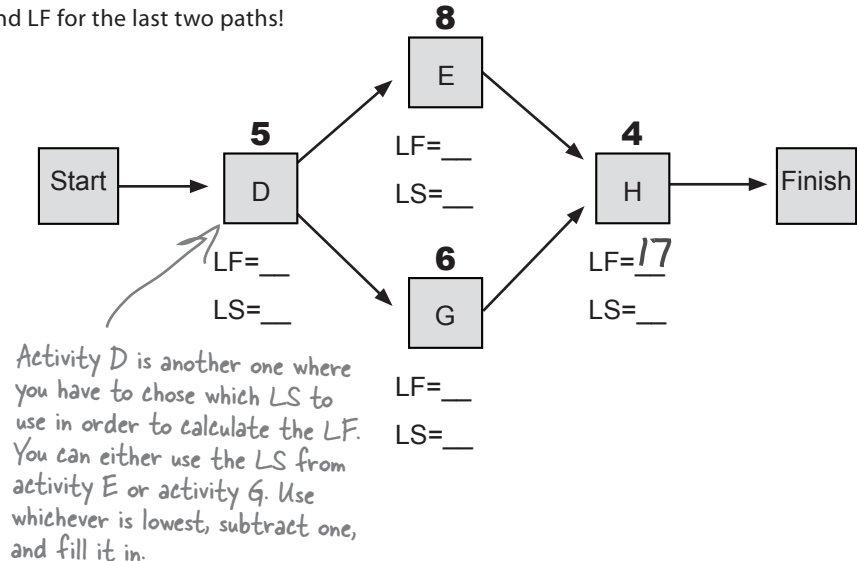 nd LF for the last two paths!
8
E
5
4
LF=__
Start
D
H
Finish
LS=__
6
LF=__
LF=17
G
LS=__
LS=__
Activity D is another one where
you have to chose which LS to
use in order to calculate the LF.
You can either use the LS from
activity E or activity G. Use
whichever is lowest, subtract one,
and fill it in.
LF=__
LS=__